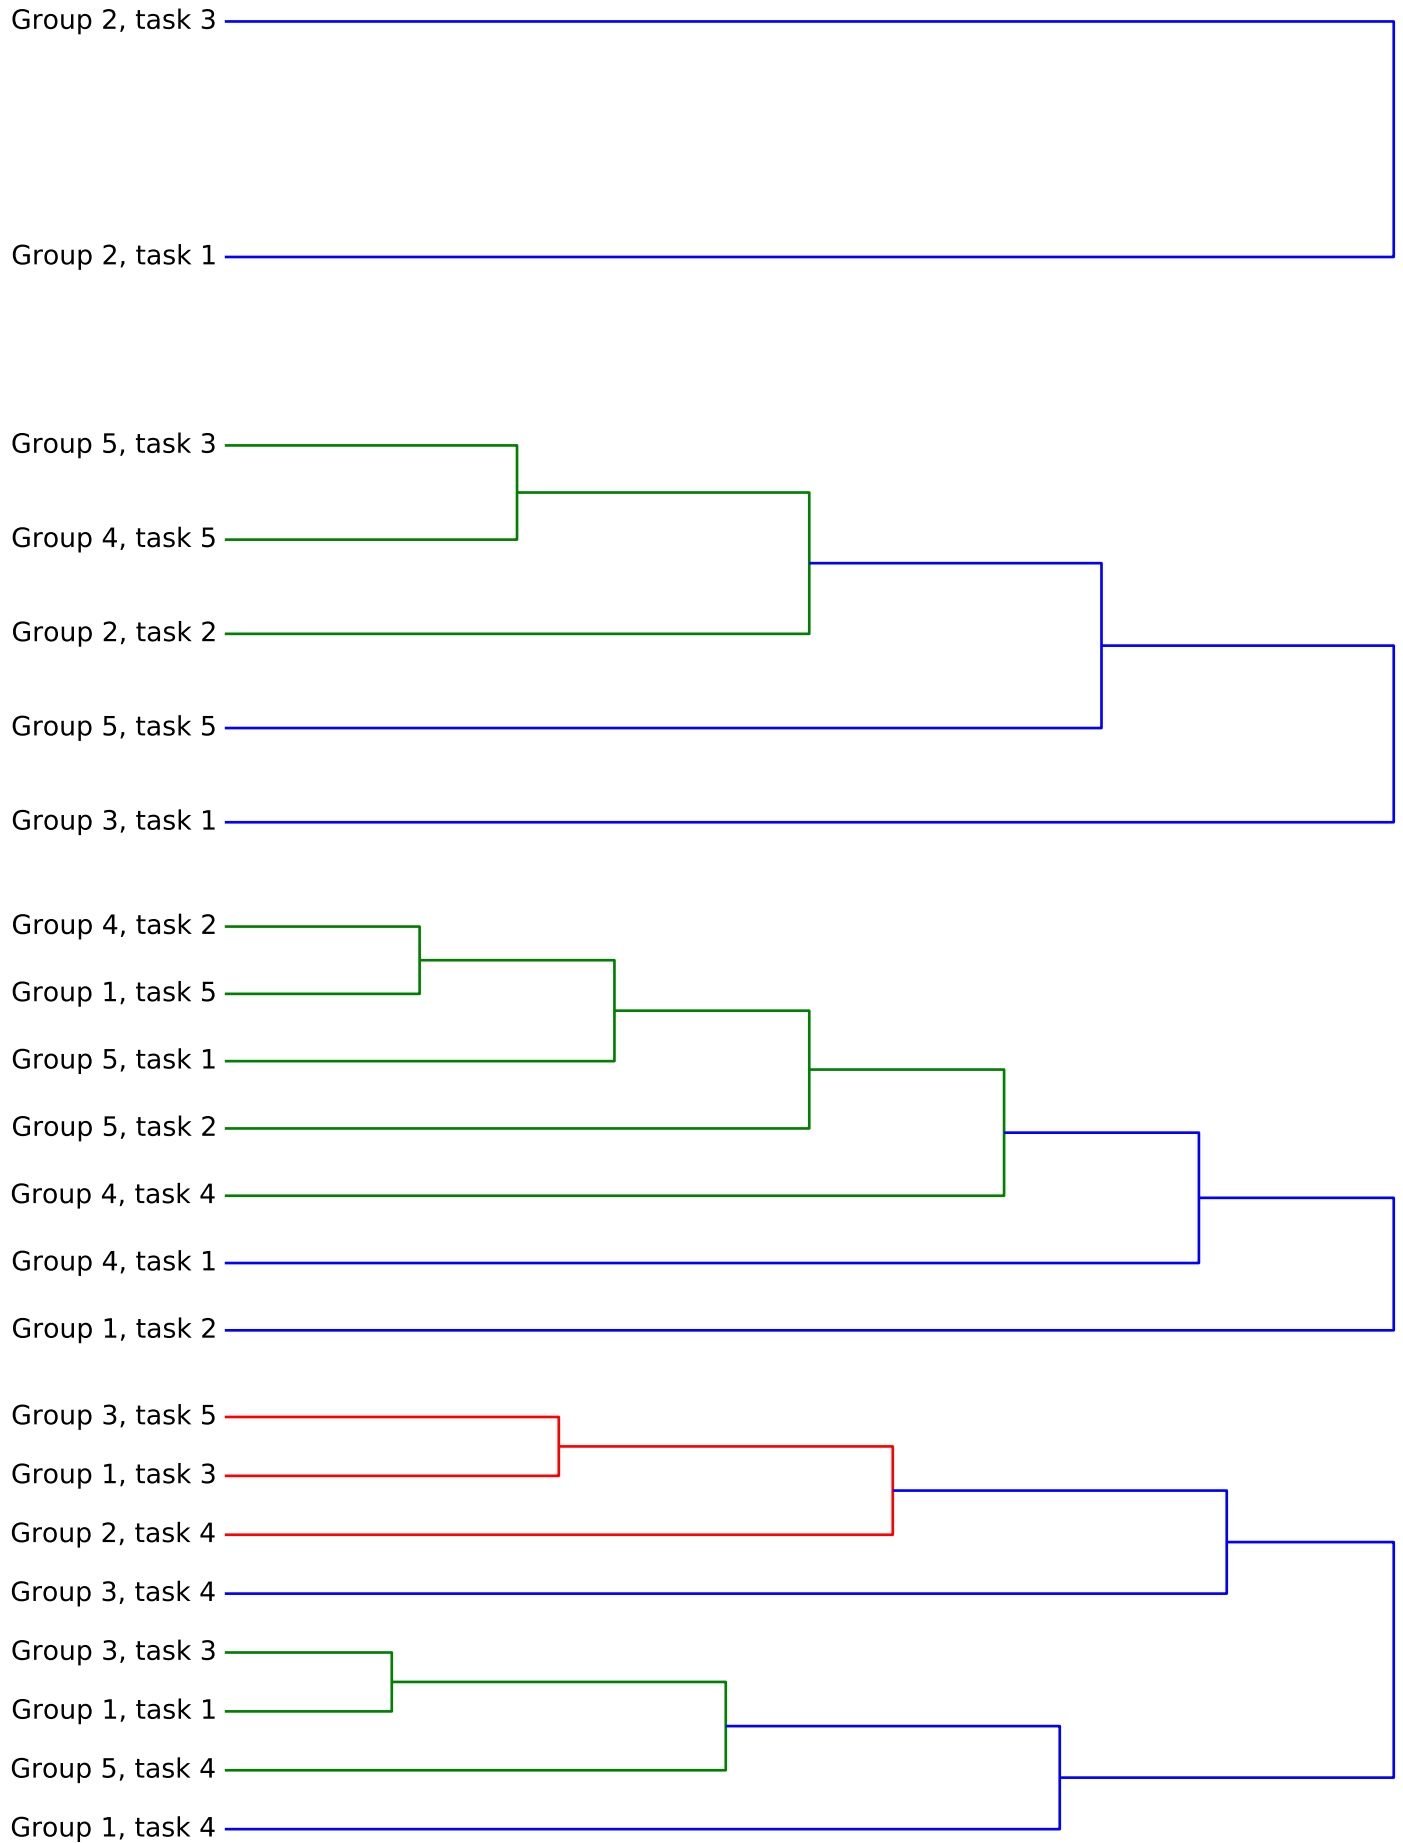 Group 2, task 3
Group 2, task 1
Group 5, task 3
Group 4, task 5
Group 2, task 2
Group 5, task 5
Group 3, task 1
Group 4, task 2
Group 1, task 5
Group 5, task 1
Group 5, task 2
Group 4, task 4
Group 4, task 1
Group 1, task 2
Group 3, task 5
Group 1, task 3
Group 2, task 4
Group 3, task 4
Group 3, task 3
Group 1, task 1
Group 5, task 4
Group 1, task 4